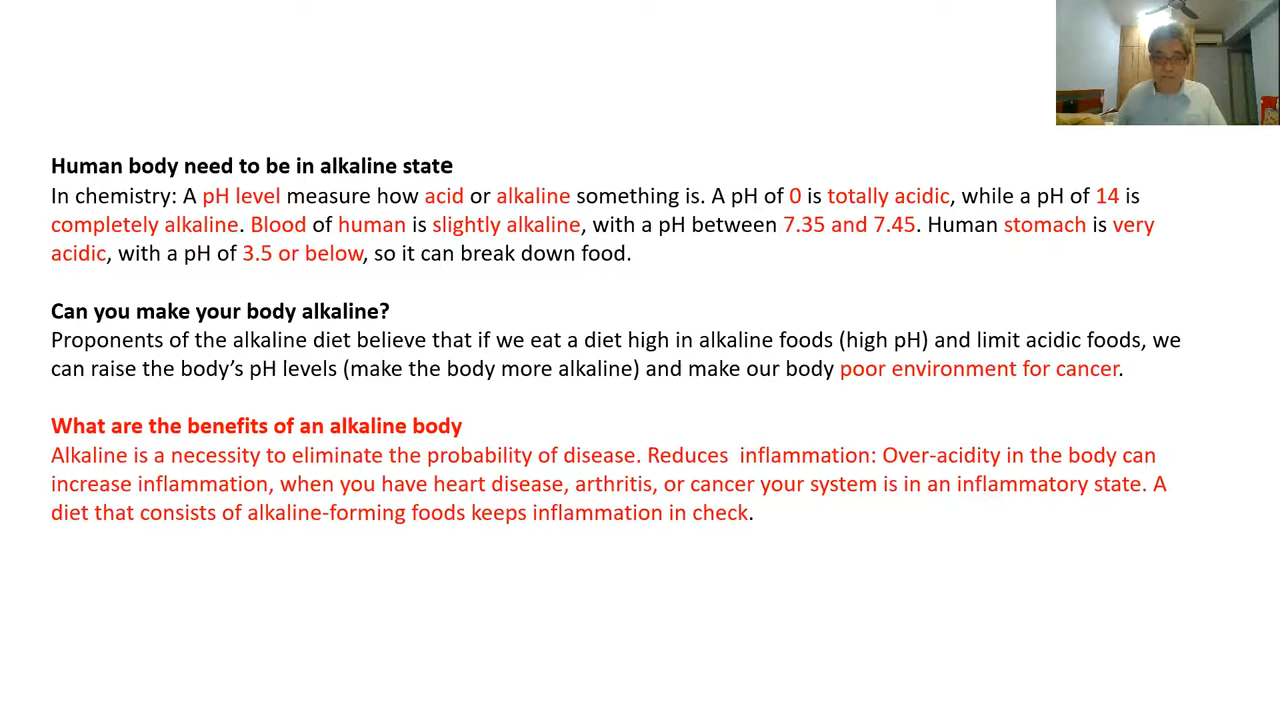 Human body need to be in alkaline state
In chemistry: A pH level measure how acid or alkaline something is. A pH of 0 is totally acidic, while a pH of 14 is
completely alkaline. Blood of human is slightly alkaline, with a pH between 7.35 and 7.45. Human stomach is very
acidic, with a pH of 3.5 or below, so it can break down food.
Can you make your body alkaline?
Proponents of the alkaline diet believe that if we eat a diet high in alkaline foods (high pH) and limit acidic foods, we
can raise the body’s pH levels (make the body more alkaline) and make our body poor environment for cancer.
What are the benefits of an alkaline body
Alkaline is a necessity to eliminate the probability of disease. Reduces  inflammation: Over-acidity in the body can
increase inflammation, when you have heart disease, arthritis, or cancer your system is in an inflammatory state. A
diet that consists of alkaline-forming foods keeps inflammation in check.